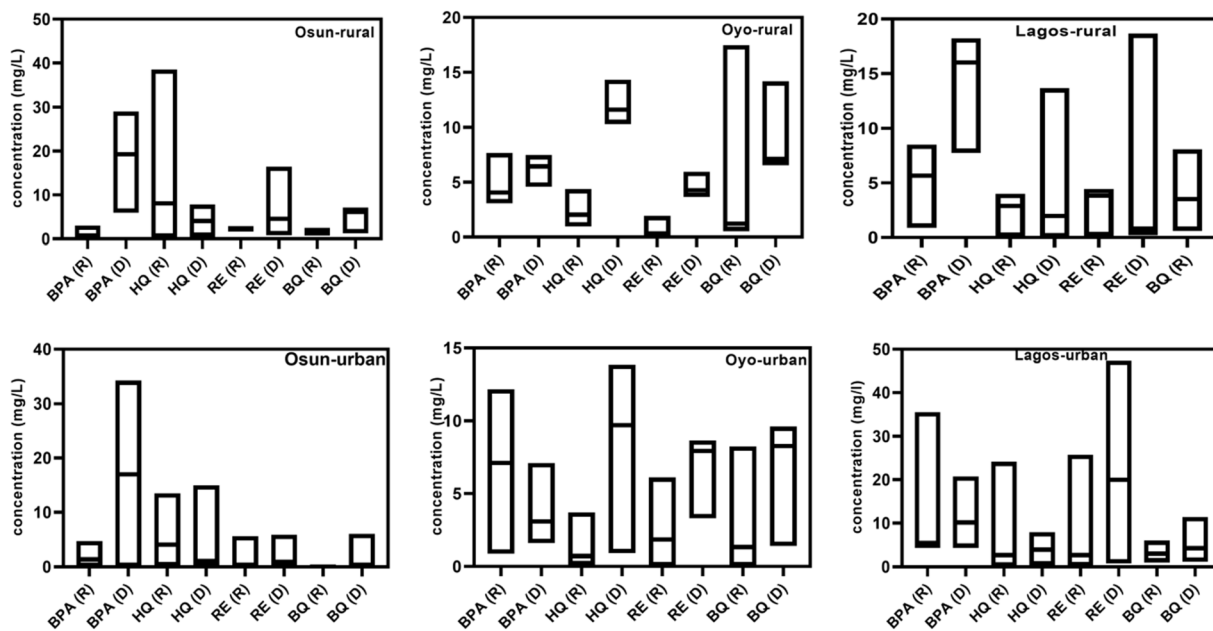 Osun-rural
concentration (mg/L)
50
40
30
20
10
0
BPA (R)
BPA (D)
HQ (R)
HQ (D)
RE (R)
RE (D)
BQ (R)
BQ (D)
Oyo-rural
concentration (mg/L)
20
15
10
5
0
BPA (R)
BPA (D)
HQ (R)
HQ (D)
RE (R)
RE (D)
BQ (R)
BQ (D)
Lagos-rural
concentration (mg/L)
20
15
10
5
0
BPA (R)
BPA (D)
HQ (R)
HQ (D)
RE (R)
RE (D)
BQ (R)
Osun-urban
concentration (mg/L)
40
30
20
10
0
BPA (R)
BPA (D)
HQ (R)
HQ (D)
RE (R)
RE (D)
BQ (R)
BQ (D)
Oyo-urban
concentration (mg/L)
15
10
5
0
BPA (R)
BPA (D)
HQ (R)
HQ (D)
RE (R)
RE (D)
BQ (R)
BQ (D)
Lagos-urban
concentration (mg/l)
50
40
30
20
10
0
BPA (R)
BPA (D)
HQ (R)
HQ (D)
RE (R)
RE (D)
BQ (R)
BQ (D)